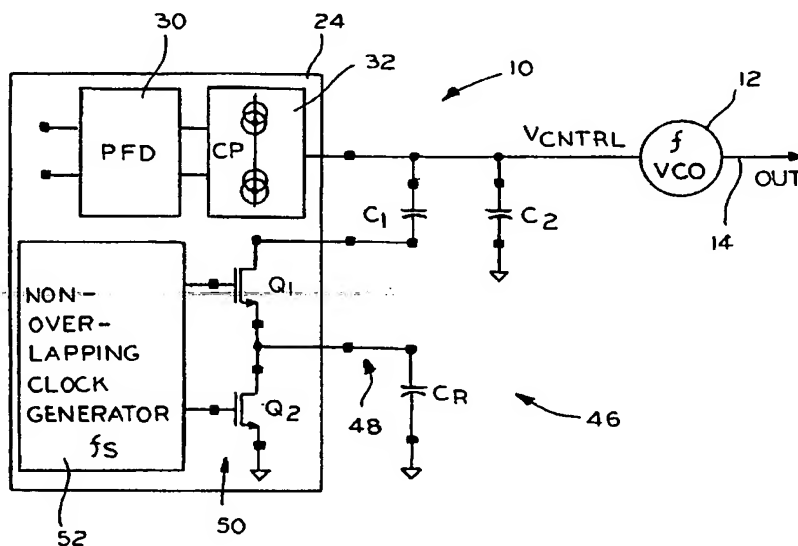 30
24
32
10
12
PFD
CP
VCNTRL
f
VCO
OUT
14
C1
C2
NON-
OVER-
LAPPING
CLOCK
GENERATOR
fS
Q1
Q2
48
CR
46
52
50